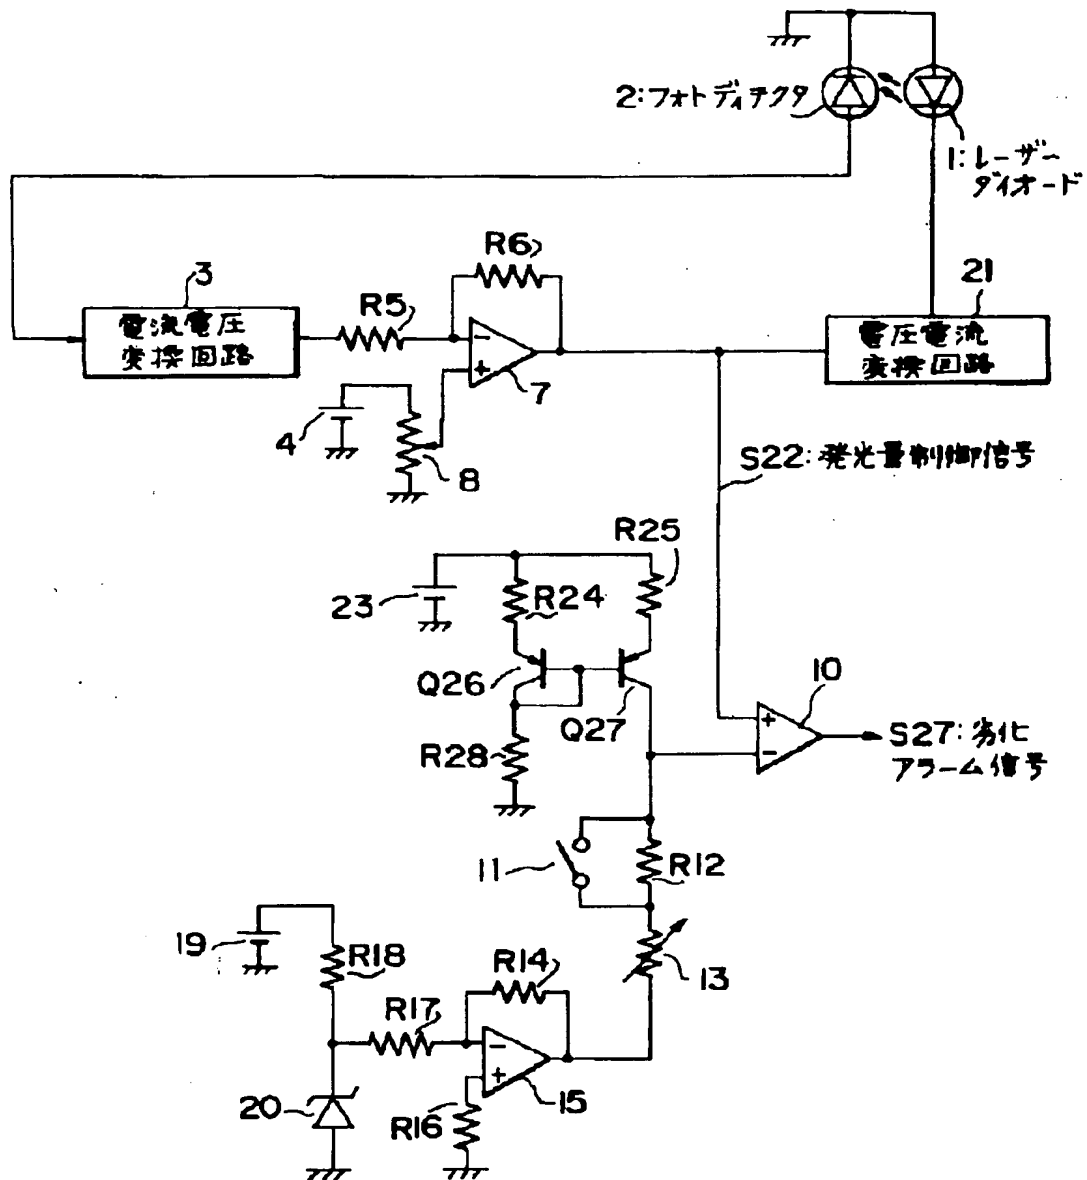 2:フォトディテクタ
1:レーザー
ダイオード
R6
3
R5
21
電流電圧
変換回路
-
+
7
電圧電流
変換回路
4
8
S22:発光量制御信号
R25
23
R24
Q26
Q27
10
+
-
S27:劣化
アラーム信号
R28
11
R12
19
R18
R14
13
R17
-
+
20
R16
15